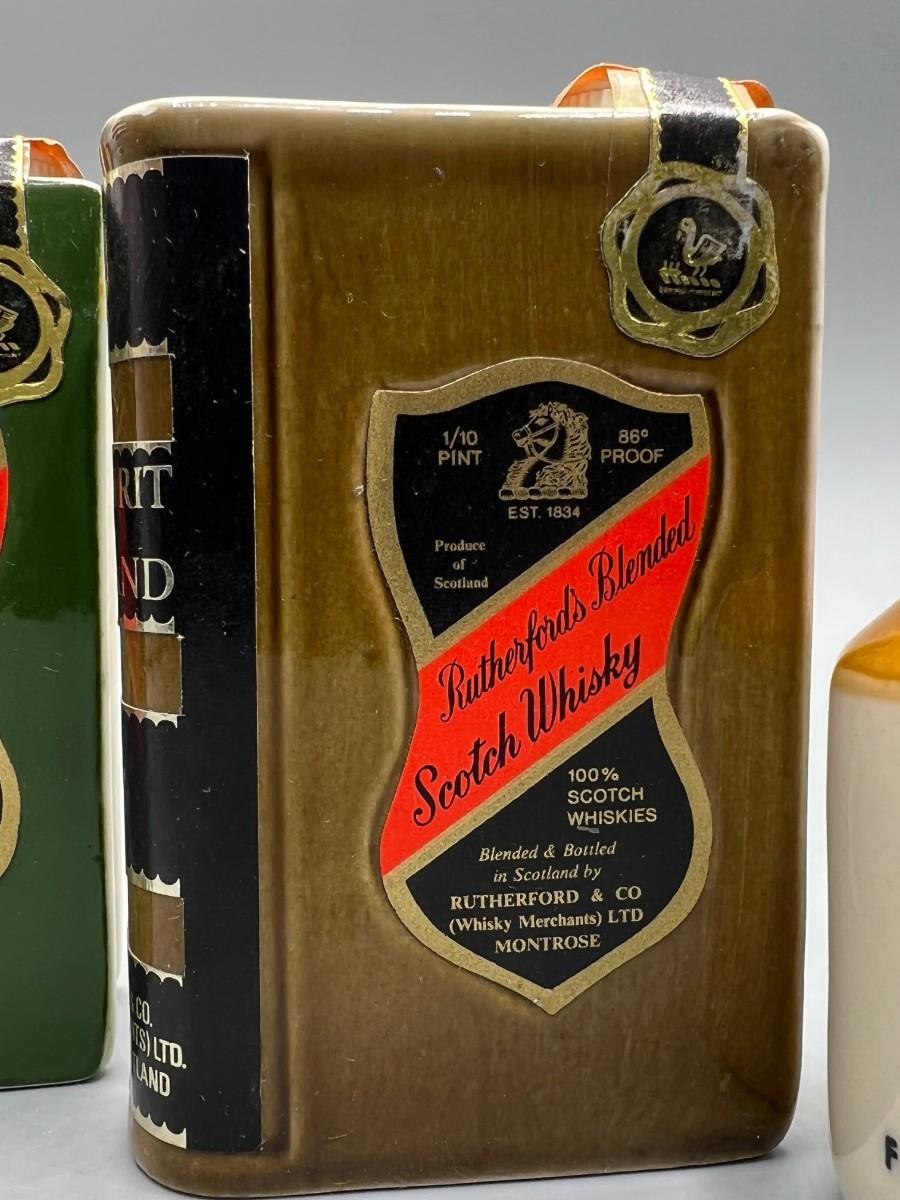 RIT
ND
& CO.
TS) LTD.
LAND
1/10
PINT
86°
PROOF
EST. 1834
Produce
of
Scotland
Rutherford's Blended
Scotch Whisky
100%
SCOTCH
WHISKIES
Blended & Bottled
in Scotland by
RUTHERFORD & CO
(Whisky Merchants) LTD
MONTROSE
F